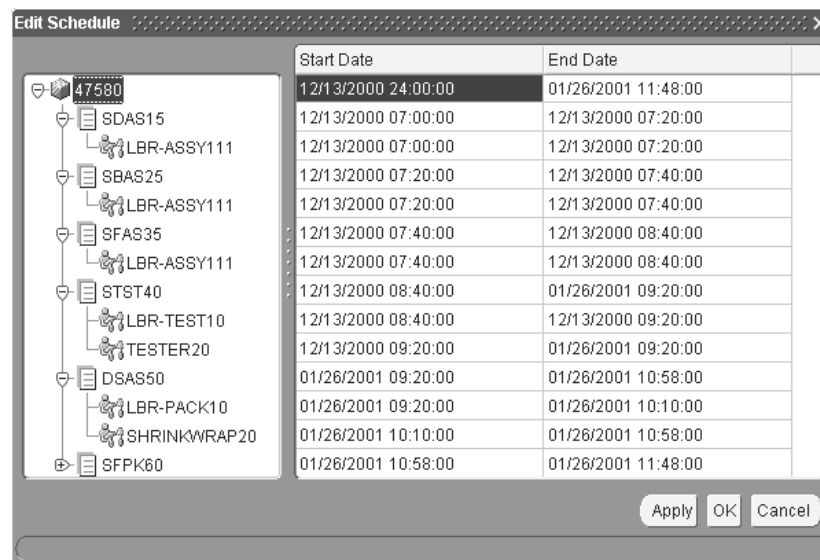 Edit Schedule
Start Date End Date
47580 12/13/2000 24:00:00 01/26/2001 11:48:00
SDAS15 12/13/2000 07:00:00 12/13/2000 07:20:00
LBR-ASSY111 12/13/2000 07:00:00 12/13/2000 07:20:00
SBAS25 12/13/2000 07:20:00 12/13/2000 07:40:00
LBR-ASSY111 12/13/2000 07:20:00 12/13/2000 07:40:00
SFAS35 12/13/2000 07:40:00 12/13/2000 08:40:00
LBR-ASSY111 12/13/2000 07:40:00 12/13/2000 08:40:00
STST40 12/13/2000 08:40:00 01/26/2001 09:20:00
LBR-TEST10 12/13/2000 08:40:00 12/13/2000 09:20:00
TESTER20 12/13/2000 09:20:00 01/26/2001 09:20:00
DSAS50 01/26/2001 09:20:00 01/26/2001 10:58:00
LBR-PACK10 01/26/2001 09:20:00 01/26/2001 10:10:00
SHRINKWRAP20 01/26/2001 10:10:00 01/26/2001 10:58:00
SFPK60 01/26/2001 10:58:00 01/26/2001 11:48:00
Apply OK Cancel